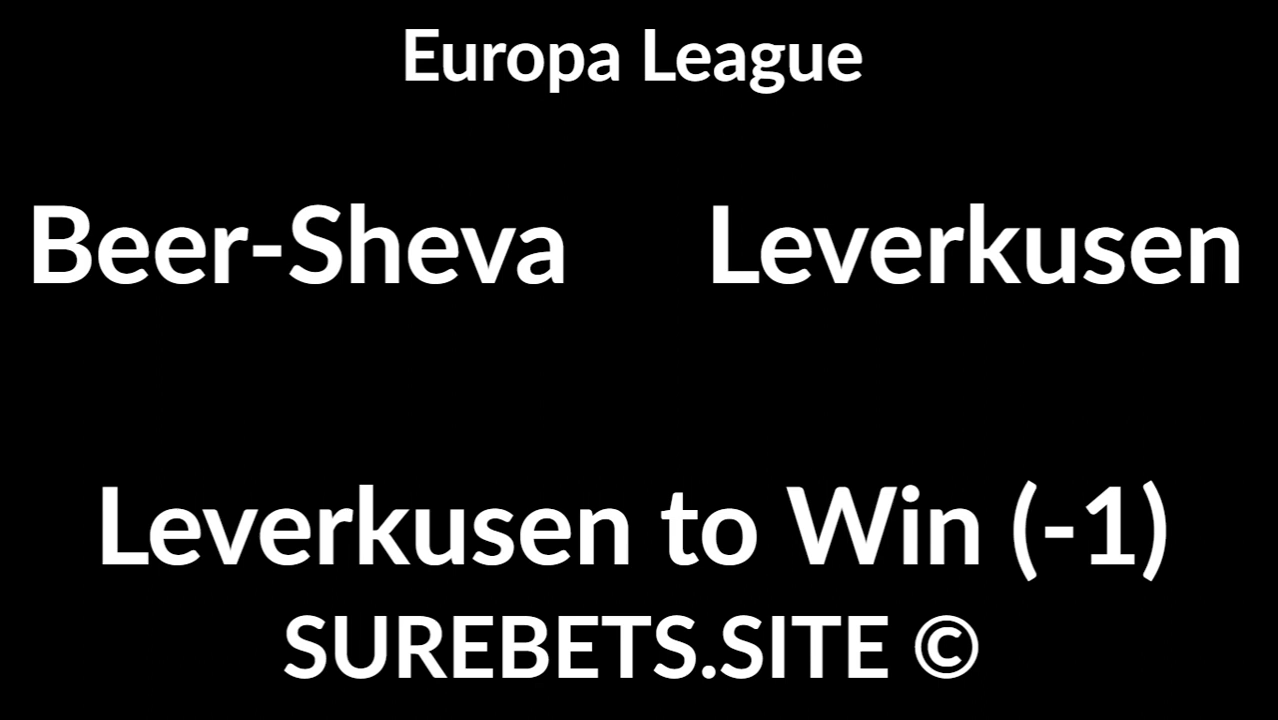 Europa League
Beer-Sheva Leverkusen
Leverkusen to Win (-1)
SUREBETS.SITE ©